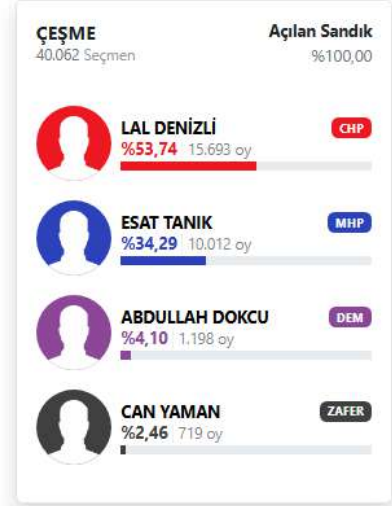 ÇEŞME Açılan Sandık
40.062 Seçmen %100,00
LAL DENİZLİ CHP
%53,74 15.693 oy
ESAT TANIK MHP
%34,29 10.012 oy
ABDULLAH DOKCU DEM
%4,10 1.198 oy
CAN YAMAN ZAFER
%2,46 719 oy